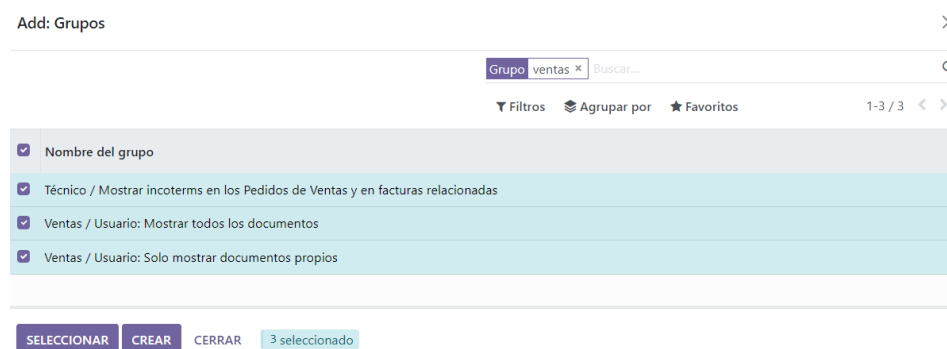 Add: Grupos
Grupo ventas × Buscar...
Filtros Agrupar por Favoritos 1-3 / 3
Nombre del grupo
Técnico / Mostrar incoterms en los Pedidos de Ventas y en facturas relacionadas
Ventas / Usuario: Mostrar todos los documentos
Ventas / Usuario: Solo mostrar documentos propios
SELECCIONAR CREAR CERRAR 3 seleccionado